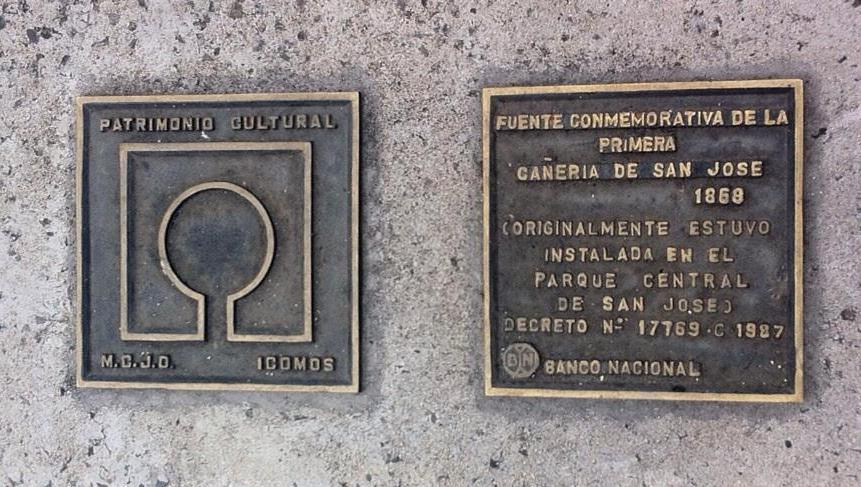 PATRIMONIO CULTURAL
M.C.J.D. ICOMOS
FUENTE CONMEMORATIVA DE LA
PRIMERA
CAÑERIA DE SAN JOSE
1868
(ORIGINALMENTE ESTUVO
INSTALADA EN EL
PARQUE CENTRAL
DE SAN JOSE)
DECRETO Nº 17769-C 1987
BN BANCO NACIONAL